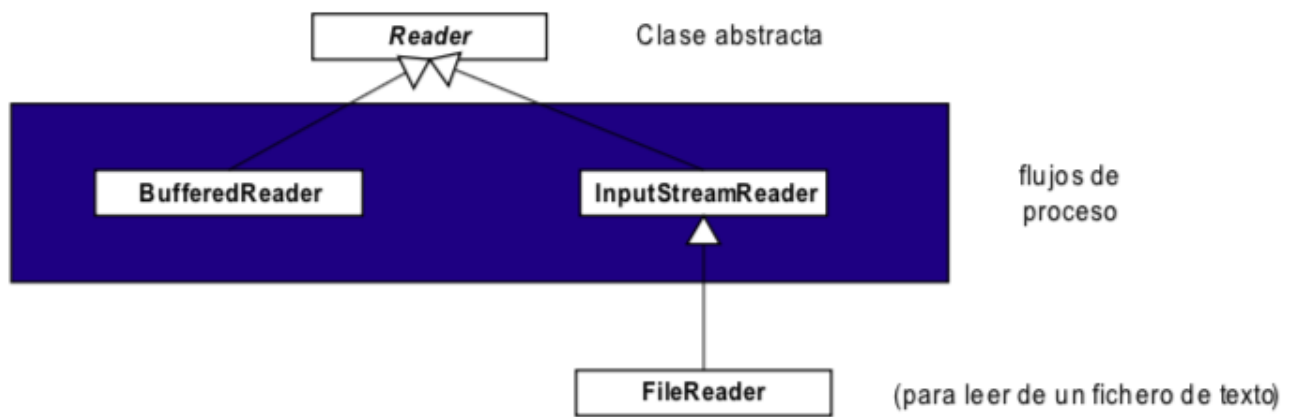 Reader
Clase abstracta
BufferedReader
InputStreamReader
flujos de
proceso
FileReader
(para leer de un fichero de texto)